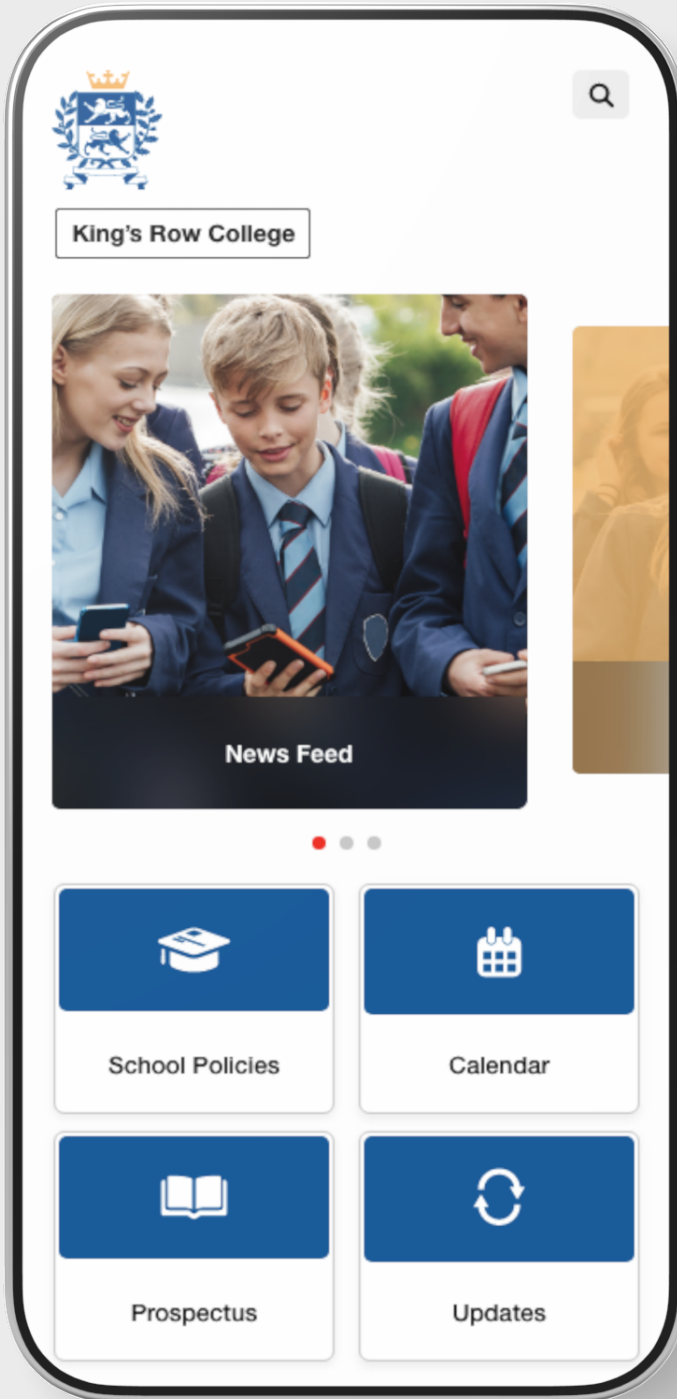 King's Row College
News Feed
School Policies
Calendar
Prospectus
Updates